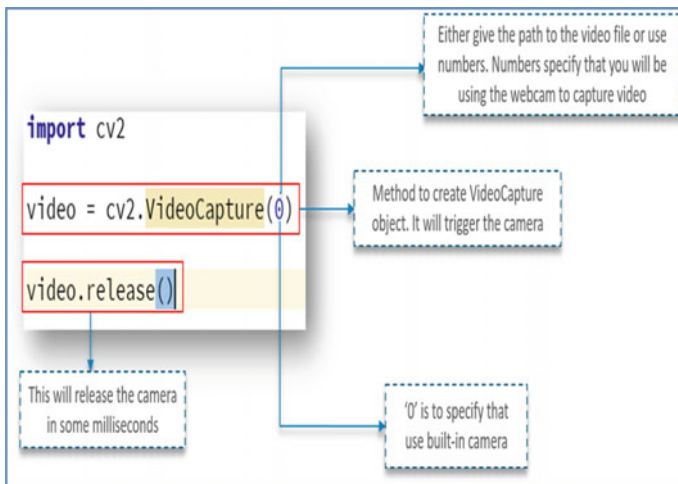 Either give the path to the video file or use
numbers. Numbers specify that you will be
using the webcam to capture video
import cv2
video = cv2.VideoCapture(0)
Method to create VideoCapture
object. It will trigger the camera
video.release()
This will release the camera
in some milliseconds
'0' is to specify that
use built-in camera